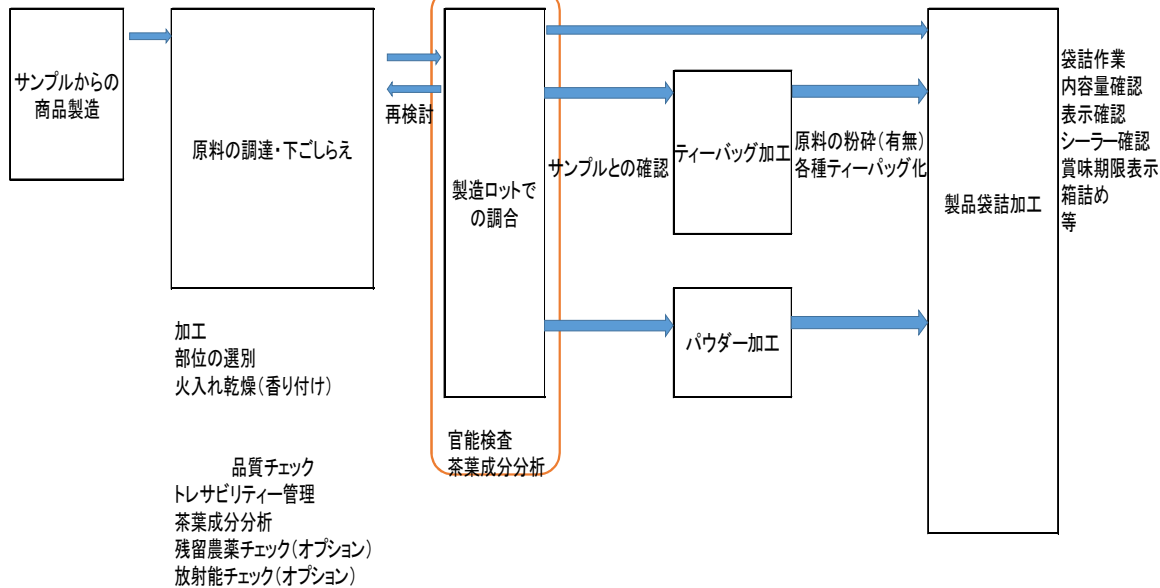 サンプルからの
商品製造
原料の調達・下ごしらえ
加工
部位の選別
火入れ乾燥（香り付け）
品質チェック
トレサビリティー管理
茶葉成分分析
残留農薬チェック（オプション）
放射能チェック（オプション）
再検討
製造ロットで
の調合
官能検査
茶葉成分分析
サンプルとの確認
ティーバッグ加工
原料の粉砕（有無）
各種ティーバッグ化
パウダー加工
製品袋詰加工
袋詰作業
内容量確認
表示確認
シーラー確認
賞味期限表示
箱詰め
等